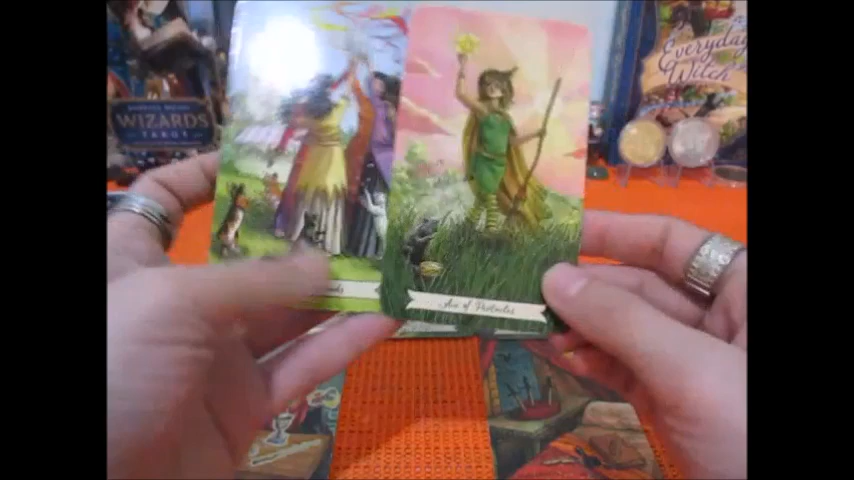 Everyday
Witch
WIZARDS
TAROT
Ace of Pentacles